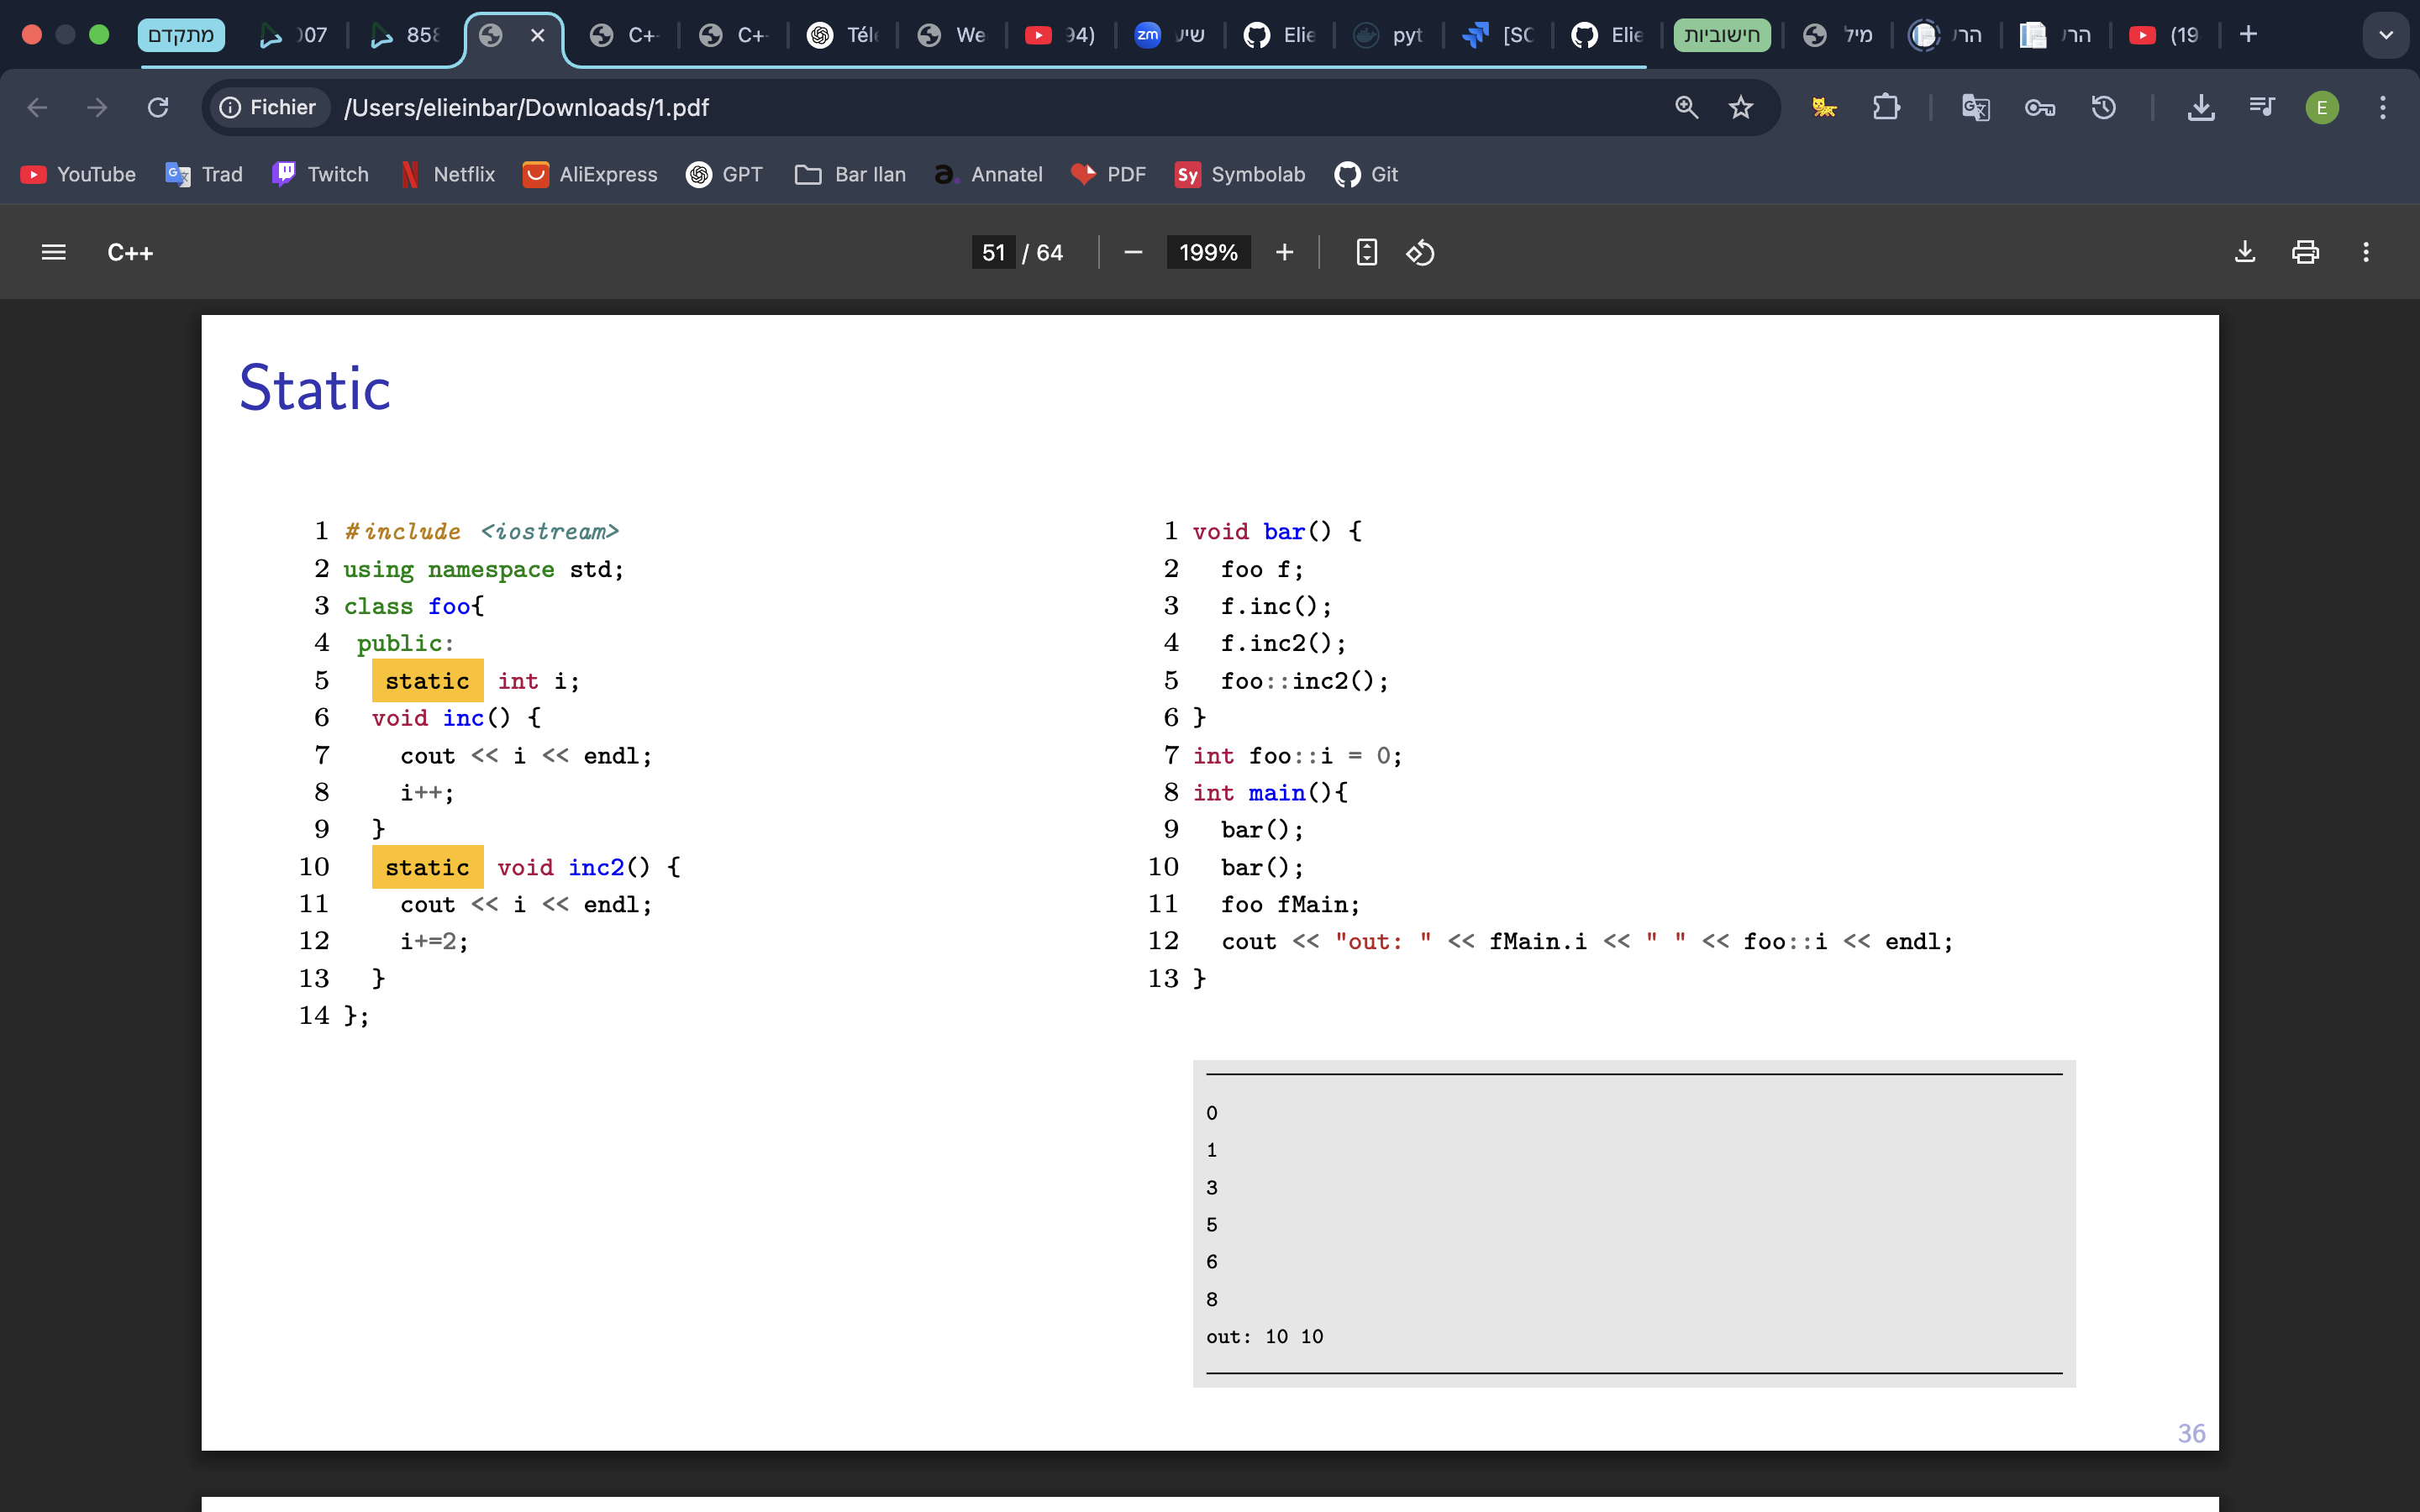 מתקדם
858
C+
C+
Tél
We
94)
zm
שיע
Elie
pyt
[SC
Elie
חישוביות
מיל
הר
הר
(19
Fichier
/Users/elieinbar/Downloads/1.pdf
E
YouTube
Trad
Twitch
Netflix
AliExpress
GPT
Bar Ilan
Annatel
PDF
Sy Symbolab
Git
C++
51 / 64
199%
Static
1 #include <iostream>
2 using namespace std;
3 class foo{
4 public:
5 static int i;
6 void inc() {
7 cout << i << endl;
8 i++;
9 }
10 static void inc2() {
11 cout << i << endl;
12 i+=2;
13 }
14 };
1 void bar() {
2 foo f;
3 f.inc();
4 f.inc2();
5 foo::inc2();
6 }
7 int foo::i = 0;
8 int main(){
9 bar();
10 bar();
11 foo fMain;
12 cout << "out: " << fMain.i << " " << foo::i << endl;
13 }
0
1
3
5
6
8
out: 10 10
36